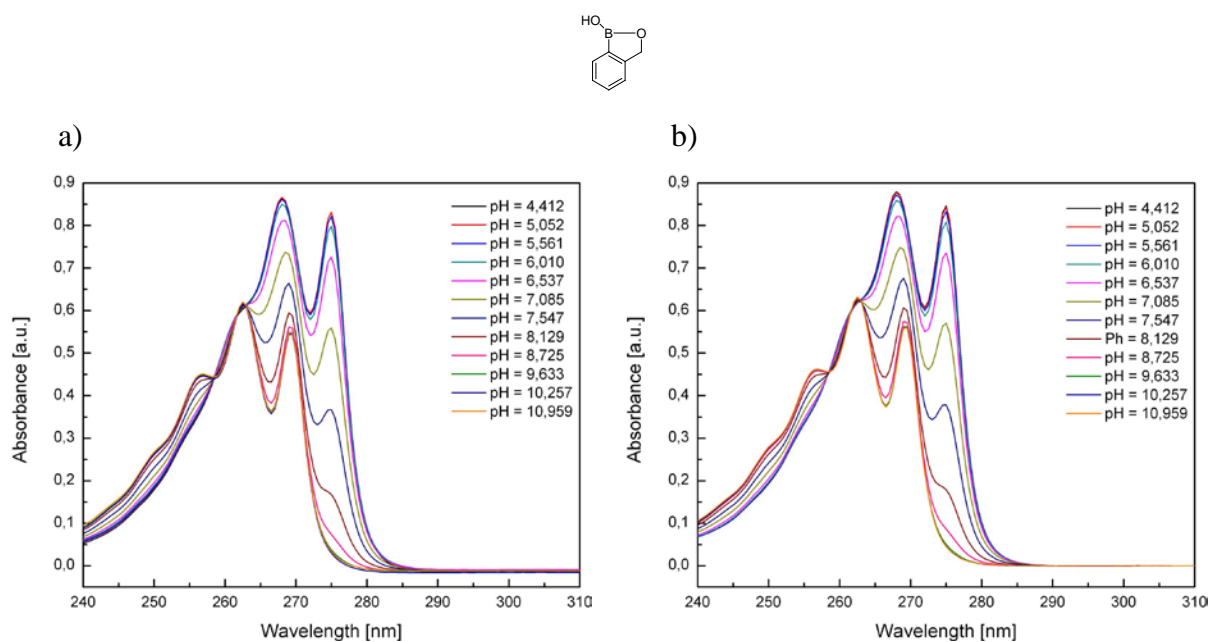 HO
B
O
a)
b)
0,9
0,8
0,7
0,6
0,5
0,4
0,3
0,2
0,1
0,0
Absorbance [a.u.]
pH = 4,412
pH = 5,052
pH = 5,561
pH = 6,010
pH = 6,537
pH = 7,085
pH = 7,547
pH = 8,129
pH = 8,725
pH = 9,633
pH = 10,257
pH = 10,959
240 250 260 270 280 290 300 310
Wavelength [nm]
0,9
0,8
0,7
0,6
0,5
0,4
0,3
0,2
0,1
0,0
Absorbance [a.u.]
pH = 4,412
pH = 5,052
pH = 5,561
pH = 6,010
pH = 6,537
pH = 7,085
pH = 7,547
Ph = 8,129
pH = 8,725
pH = 9,633
pH = 10,257
pH = 10,959
240 250 260 270 280 290 300 310
Wavelength [nm]